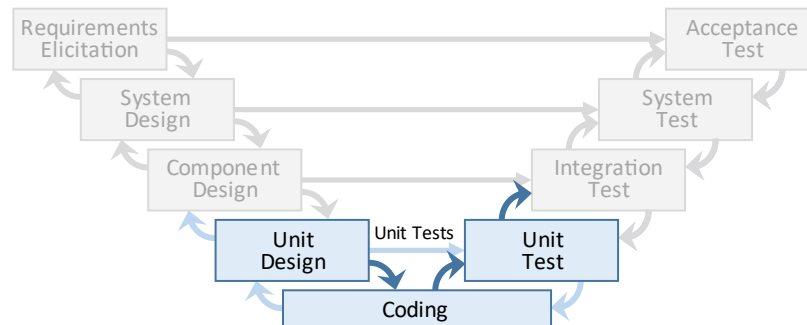 Requirements
Elicitation
Acceptance
Test
System
Design
System
Test
Component
Design
Integration
Test
Unit
Design
Unit Tests
Unit
Test
Coding